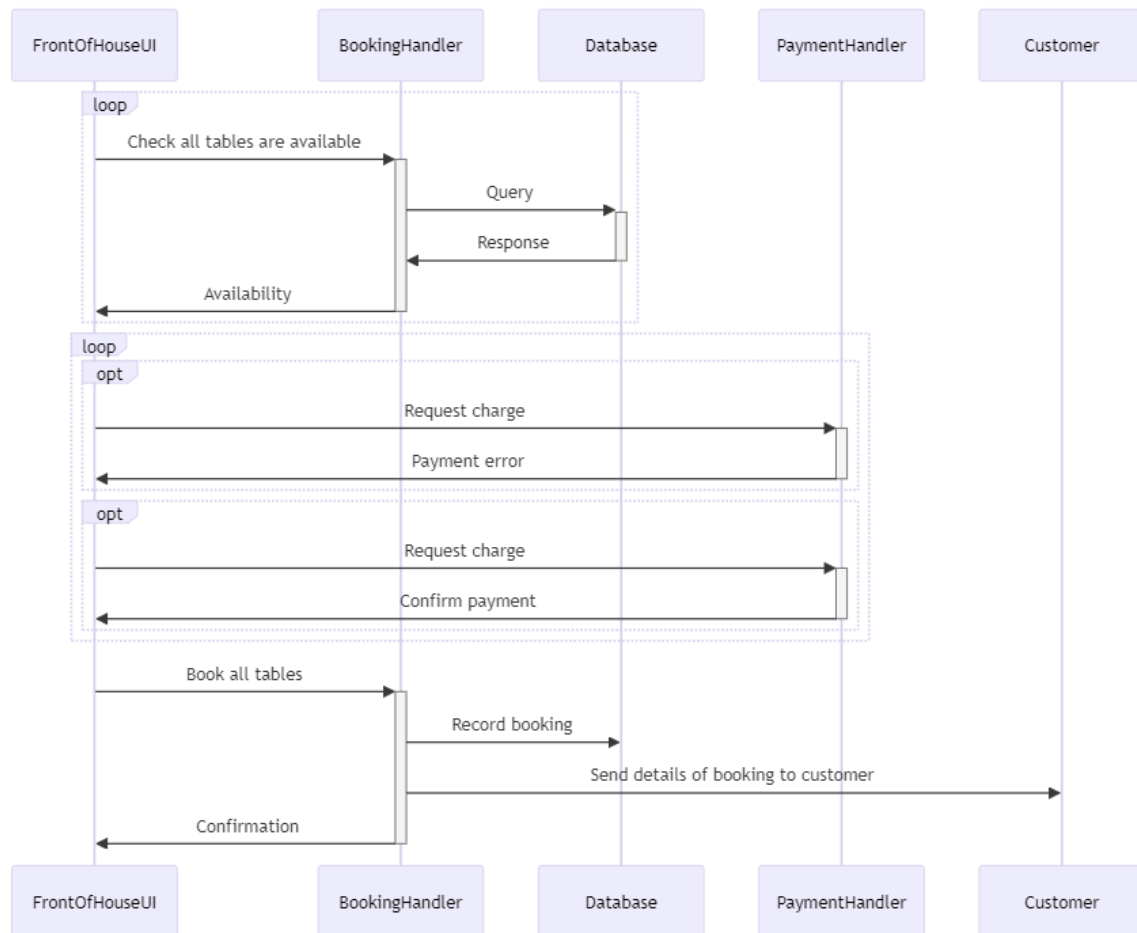 FrontOfHouseUI
BookingHandler
Database
PaymentHandler
Customer
loop
Check all tables are available
Query
Response
Availability
loop
opt
Request charge
Payment error
opt
Request charge
Confirm payment
Book all tables
Record booking
Send details of booking to customer
Confirmation
FrontOfHouseUI
BookingHandler
Database
PaymentHandler
Customer